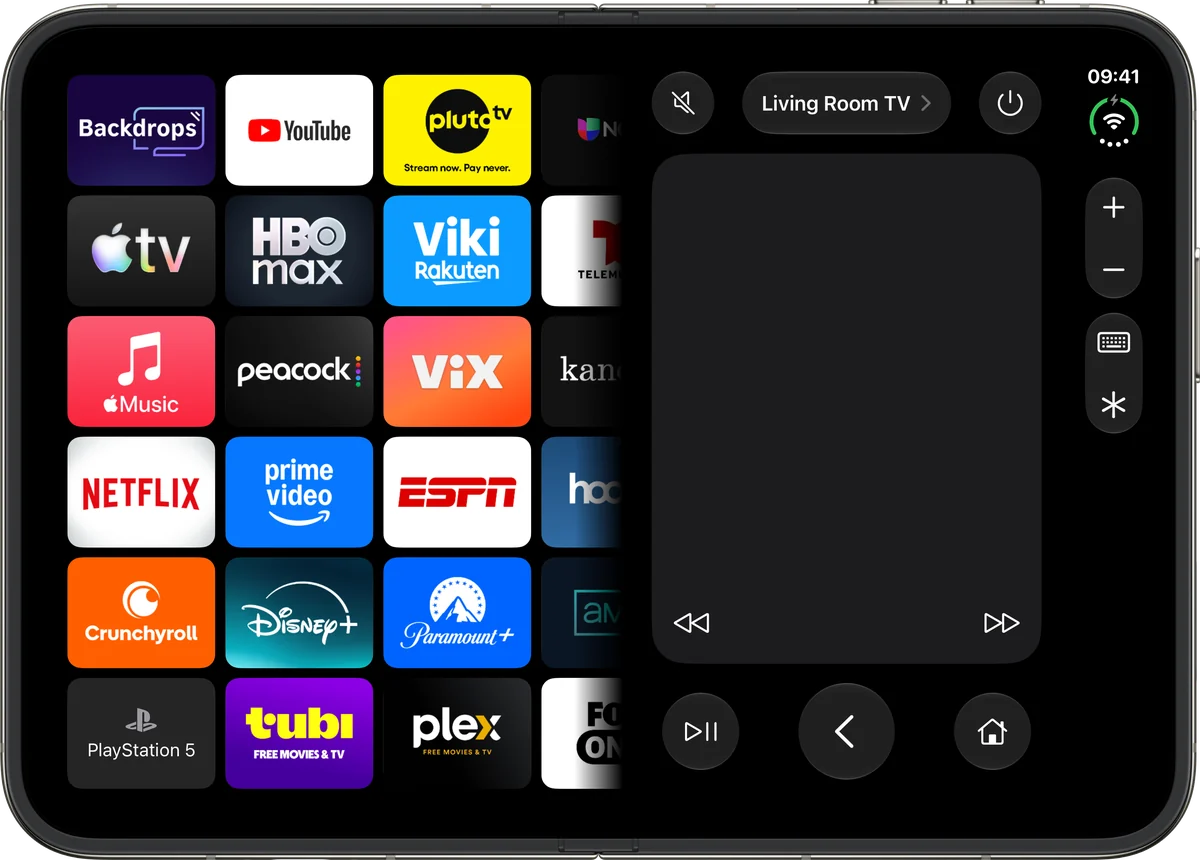 Backdrops
YouTube
pluto tv
Stream now. Pay never.
tv
HBO
max
Viki
Rakuten
Music
peacock
ViX
NETFLIX
prime
video
ESPN
Crunchyroll
Disney+
Paramount+
PlayStation 5
tubi
FREE MOVIES & TV
plex
FREE MOVIES & TV
Living Room TV
09:41